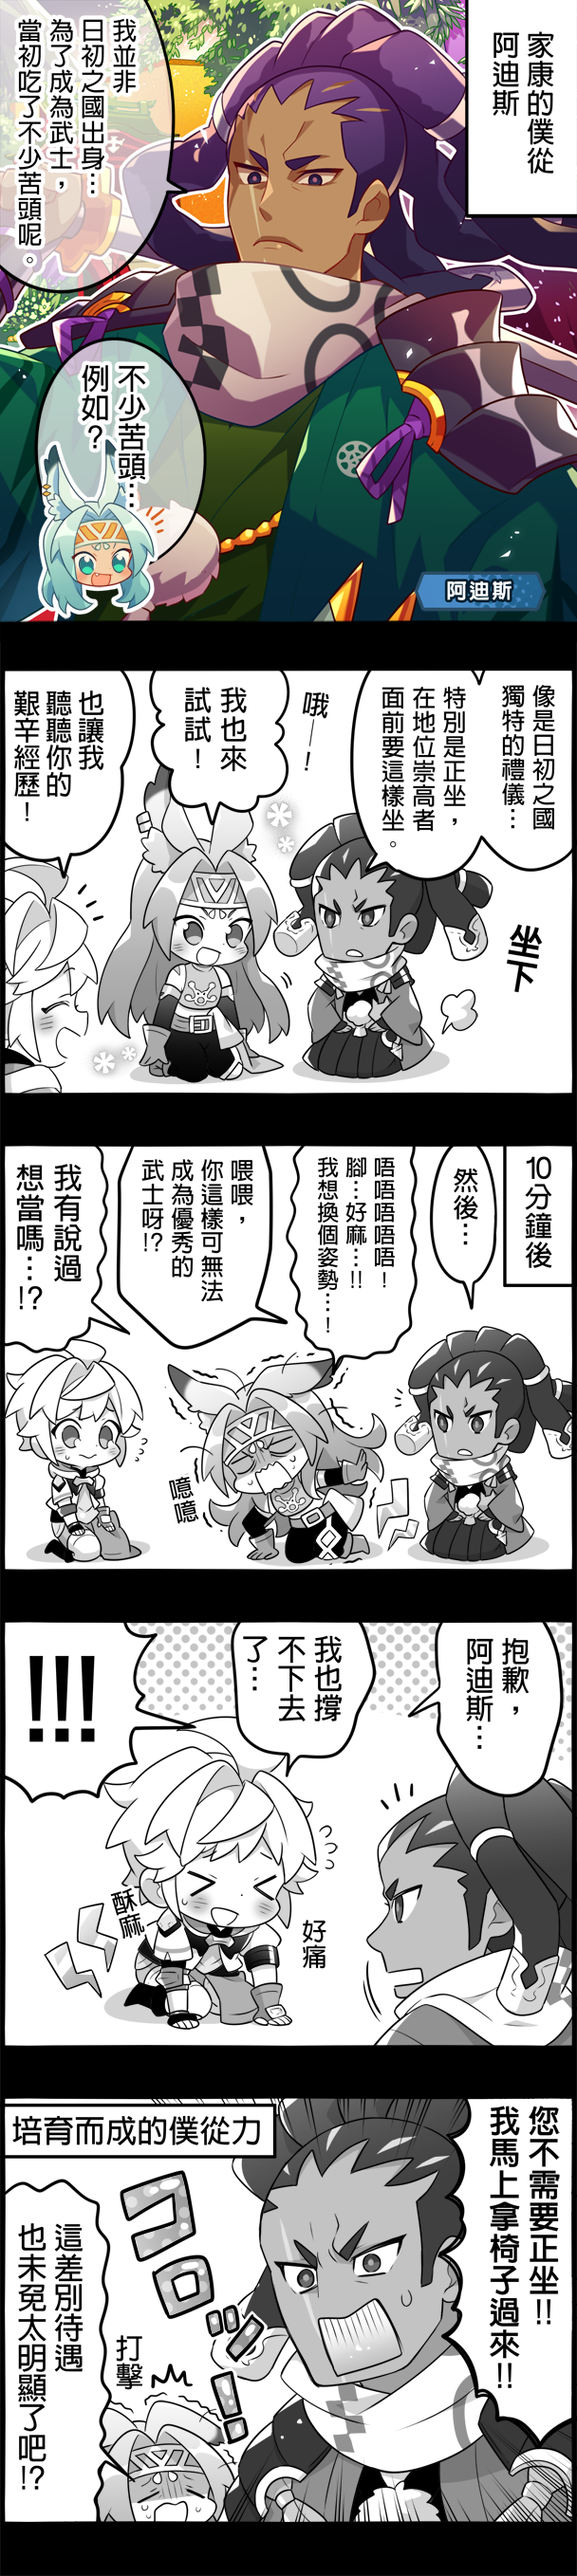 家康的僕從
阿迪斯
我並非
日初之國出身…
為了成為武士，
當初吃了不少苦頭呢。
不少苦頭…
例如？
阿迪斯
像是日初之國
獨特的禮儀…
特別是正坐，
在地位崇高者
面前要這樣坐。
坐下
哦—！
我也來
試試！
也讓我
聽聽你的
艱辛經歷！
10分鐘後
然後…
唔唔唔唔唔！
腳…好麻…!!
我想換個姿勢…！
噫噫
喂喂，
你這樣可無法
成為優秀的
武士呀!?
我有說過
想當嗎…!?
抱歉，
阿迪斯…
我也撐
不下去
了…
好痛
酥麻
!!!
您不需要正坐!!
我馬上拿椅子過來!!
培育而成的僕從力
コロッ!!
打擊
這差別待遇
也未免太明顯了吧!?